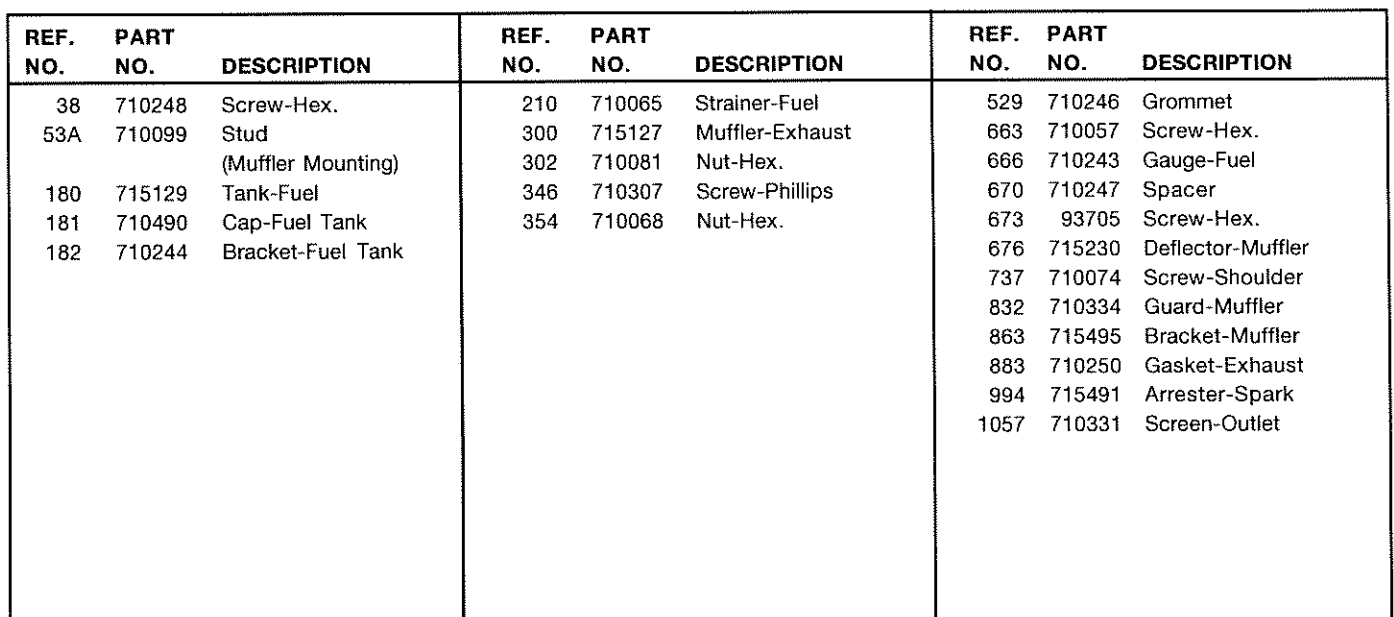 REF. PART
NO. NO. DESCRIPTION
38 710248 Screw-Hex.
53A 710099 Stud
(Muffler Mounting)
180 715129 Tank-Fuel
181 710490 Cap-Fuel Tank
182 710244 Bracket-Fuel Tank
REF. PART
NO. NO. DESCRIPTION
210 710065 Strainer-Fuel
300 715127 Muffler-Exhaust
302 710081 Nut-Hex.
346 710307 Screw-Phillips
354 710068 Nut-Hex.
REF. PART
NO. NO. DESCRIPTION
529 710246 Grommet
663 710057 Screw-Hex.
666 710243 Gauge-Fuel
670 710247 Spacer
673 93705 Screw-Hex.
676 715230 Deflector-Muffler
737 710074 Screw-Shoulder
832 710334 Guard-Muffler
863 715495 Bracket-Muffler
883 710250 Gasket-Exhaust
994 715491 Arrester-Spark
1057 710331 Screen-Outlet